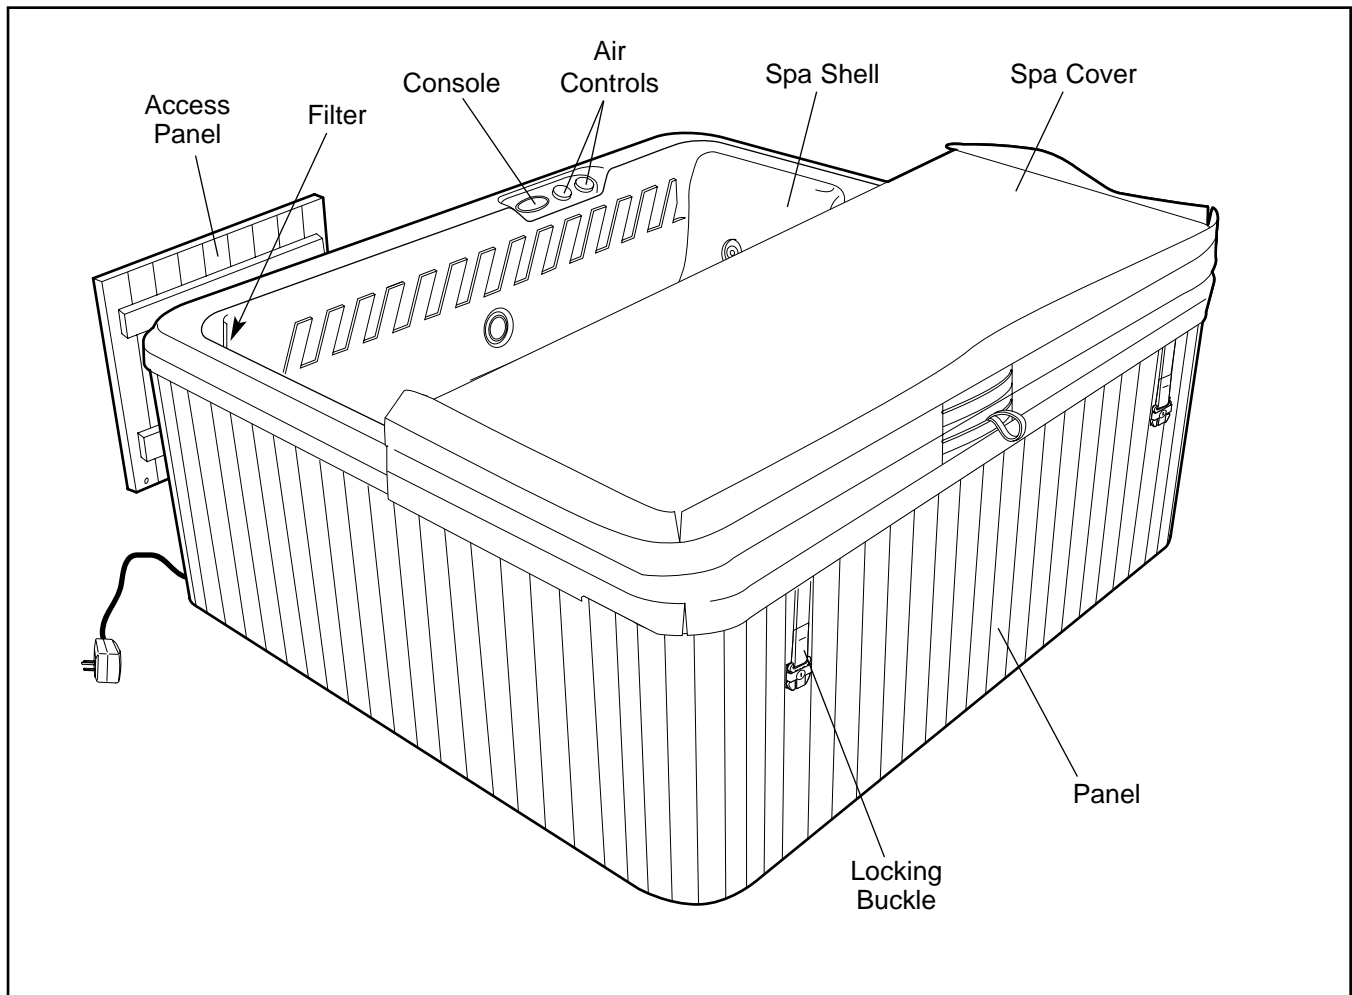 Access
Panel
Filter
Console
Air
Controls
Spa Shell
Spa Cover
Panel
Locking
Buckle